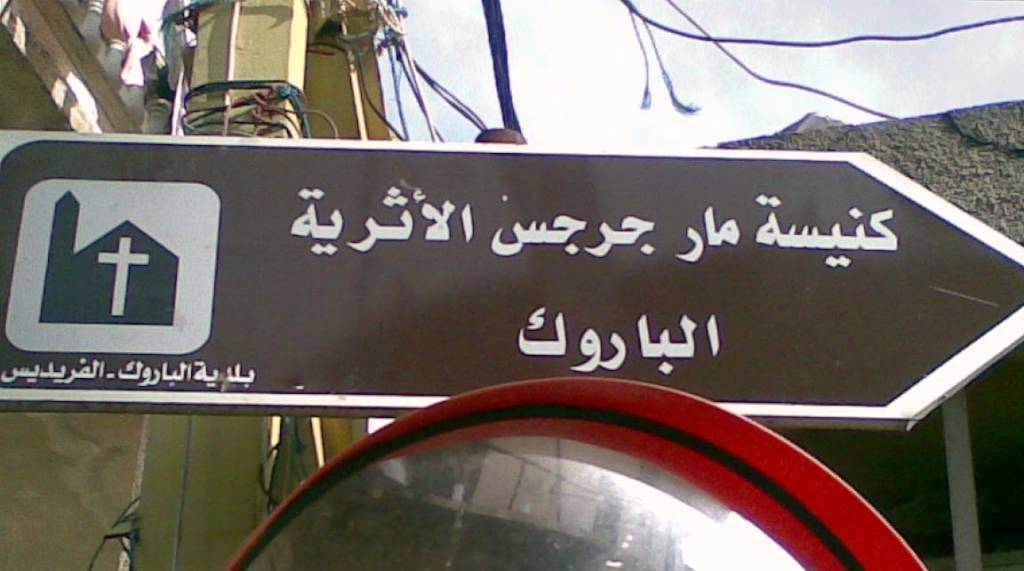 كنيسة مار جرجس الأثرية
الباروك
بلدية الباروك - الفريديس